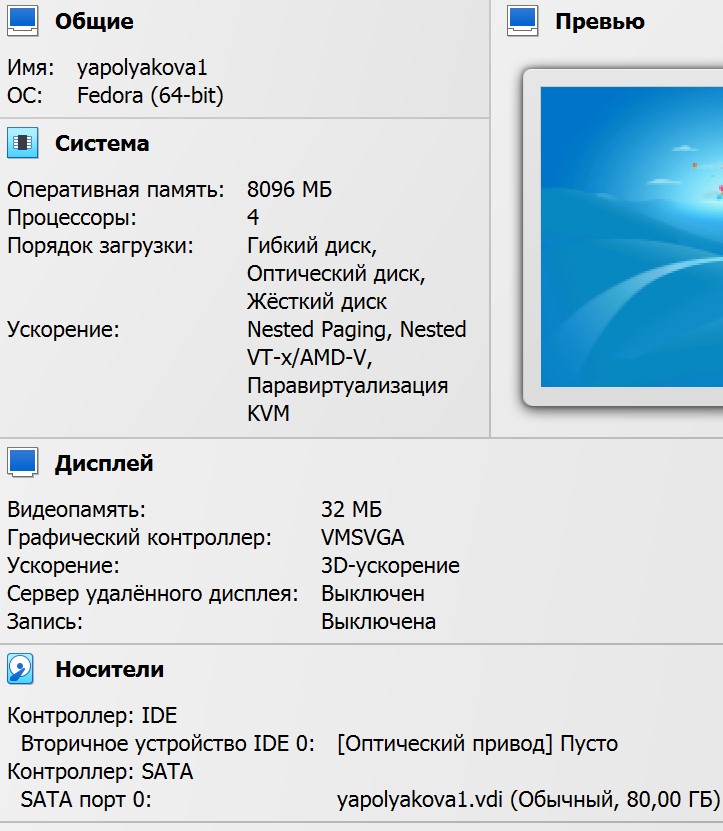 Общие
Превью
Имя: yapolyakova1
ОС: Fedora (64-bit)
Система
Оперативная память: 8096 МБ
Процессоры: 4
Порядок загрузки: Гибкий диск,
Оптический диск,
Жёсткий диск
Ускорение: Nested Paging, Nested
VT-x/AMD-V,
Паравиртуализация
KVM
Дисплей
Видеопамять: 32 МБ
Графический контроллер: VMSVGA
Ускорение: 3D-ускорение
Сервер удалённого дисплея: Выключен
Запись: Выключена
Носители
Контроллер: IDE
Вторичное устройство IDE 0: [Оптический привод] Пусто
Контроллер: SATA
SATA порт 0: yapolyakova1.vdi (Обычный, 80,00 ГБ)